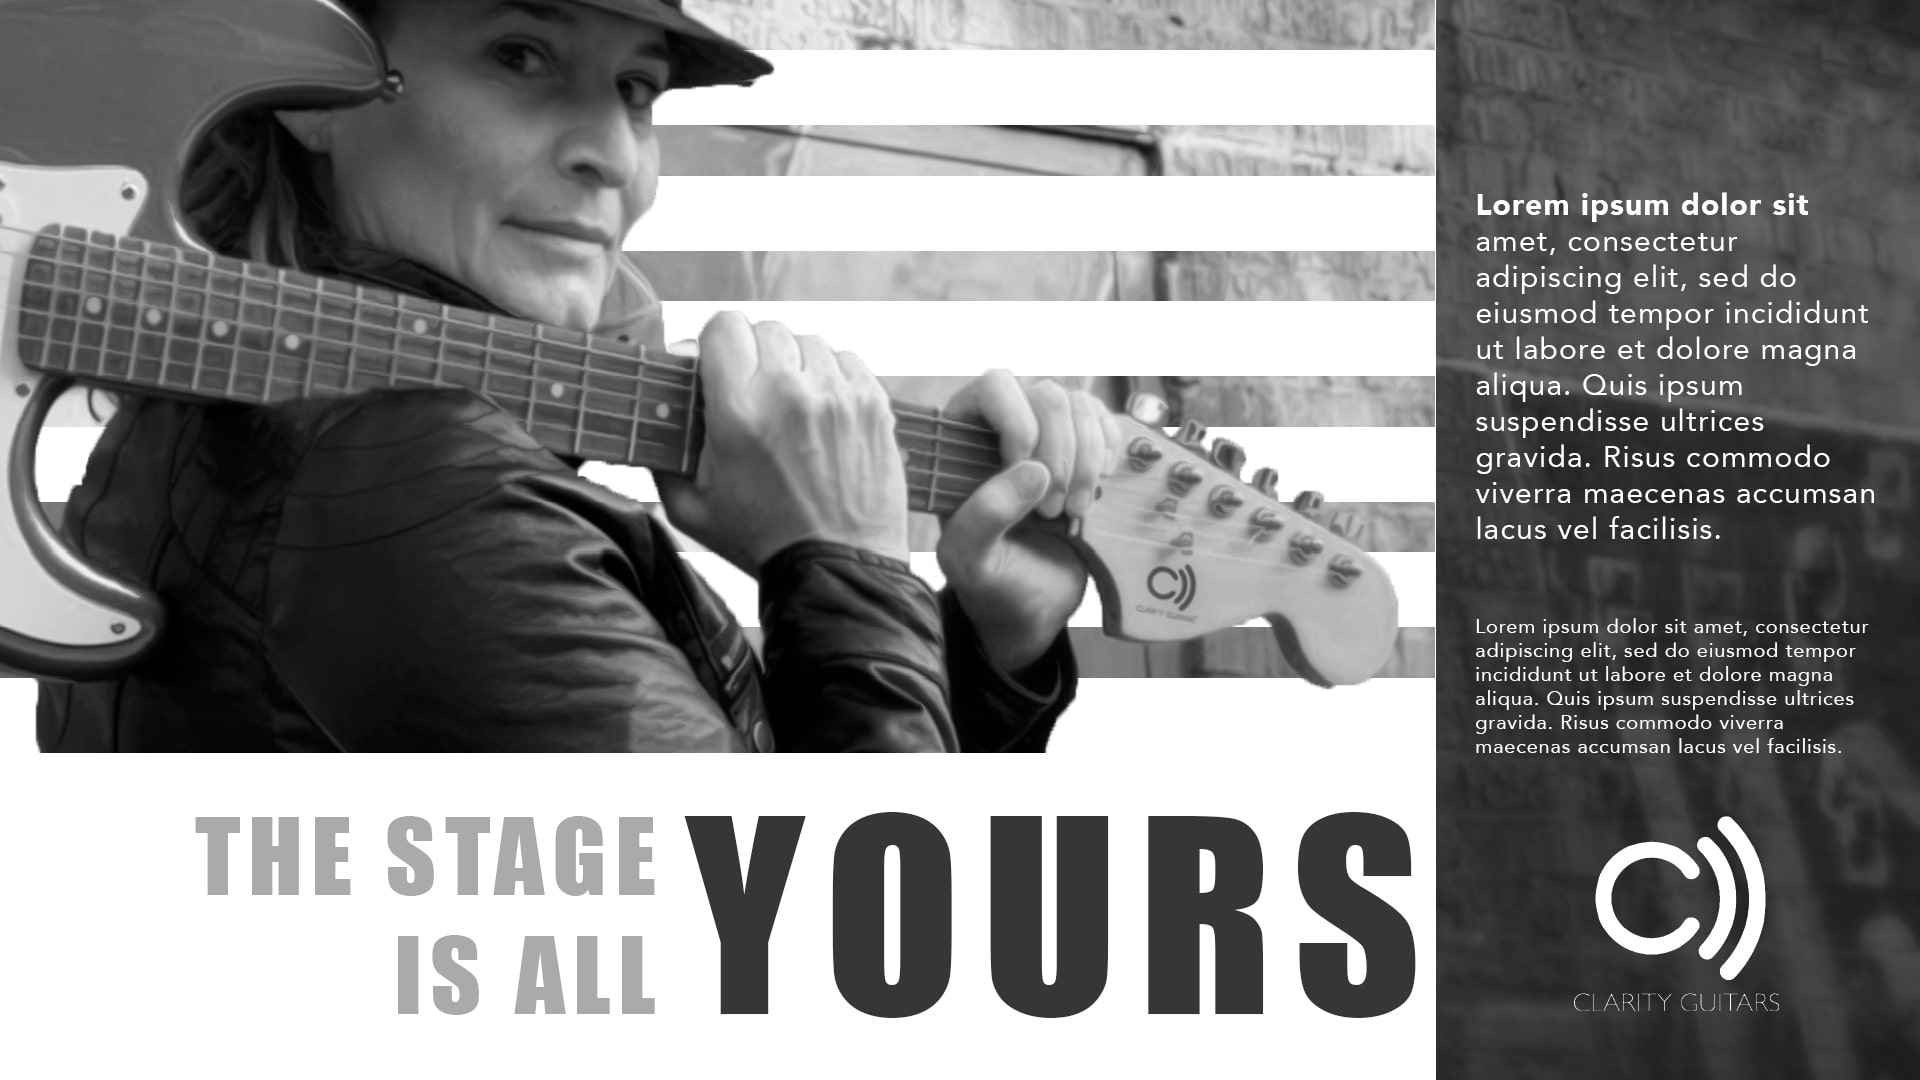 Lorem ipsum dolor sit
amet, consectetur
adipiscing elit, sed do
eiusmod tempor incididunt
ut labore et dolore magna
aliqua. Quis ipsum
suspendisse ultrices
gravida. Risus commodo
viverra maecenas accumsan
lacus vel facilisis.
Lorem ipsum dolor sit amet, consectetur
adipiscing elit, sed do eiusmod tempor
incididunt ut labore et dolore magna
aliqua. Quis ipsum suspendisse ultrices
gravida. Risus commodo viverra
maecenas accumsan lacus vel facilisis.
CLARITY GUITARS
THE STAGE
IS ALL
YOURS
CLARITY GUITARS